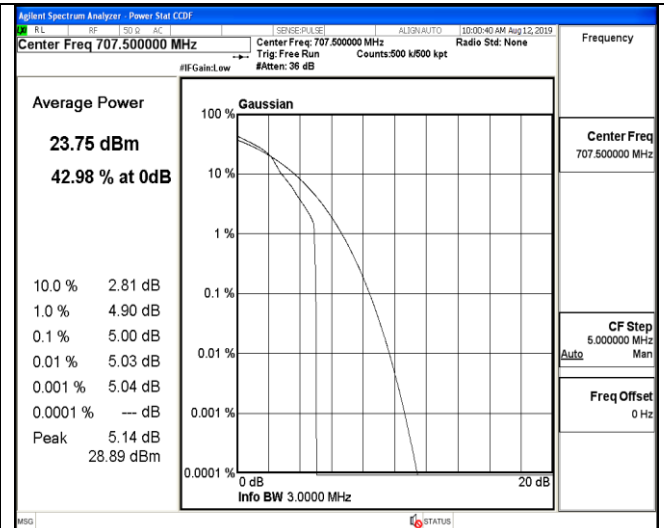 Agilent Spectrum Analyzer - Power Stat CCDF
RL RF 50 Ω AC SENSE:PULSE ALIGN AUTO 10:00:40 AM Aug 12, 2019
Center Freq 707.500000 MHz
Center Freq: 707.500000 MHz Radio Std: None
Trig: Free Run Counts:500 k/500 kpt
#IFGain:Low #Atten: 36 dB
Frequency
Average Power
23.75 dBm
42.98 % at 0dB
10.0 % 2.81 dB
1.0 % 4.90 dB
0.1 % 5.00 dB
0.01 % 5.03 dB
0.001 % 5.04 dB
0.0001 % --- dB
Peak 5.14 dB
28.89 dBm
Gaussian
100 %
10 %
1 %
0.1 %
0.01 %
0.001 %
0.0001 %
0 dB 20 dB
Info BW 3.0000 MHz
Center Freq
707.500000 MHz
CF Step
5.000000 MHz
Auto Man
Freq Offset
0 Hz
MSG STATUS